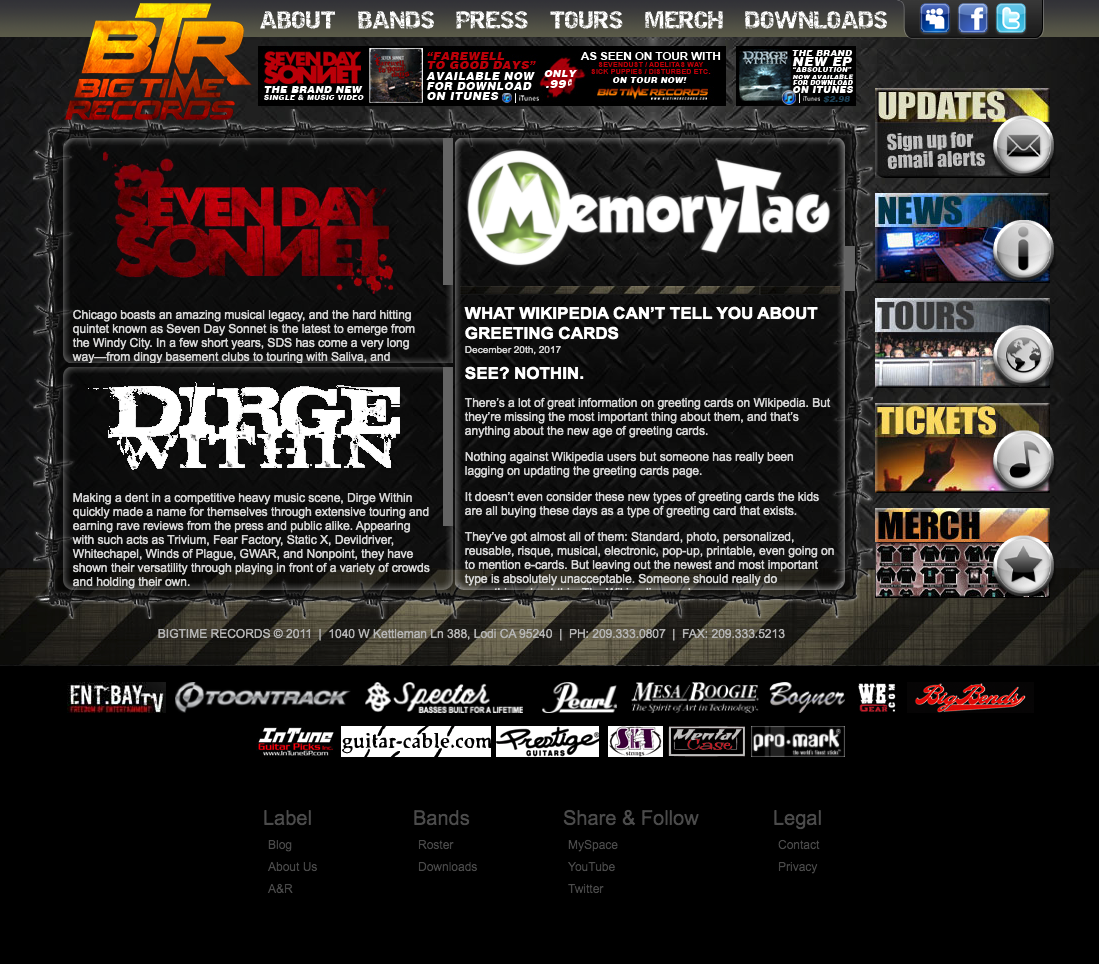 ABOUT BANDS PRESS TOURS MERCH DOWNLOADS
BTR
BIG TIME
RECORDS
SEVEN DAY
SONNET
THE BRAND NEW
SINGLE & MUSIC VIDEO
"FAREWELL
TO GOOD DAYS"
AVAILABLE NOW
FOR DOWNLOAD
ON ITUNES iTunes
ONLY
.99¢
AS SEEN ON TOUR WITH
SEVENDUST / ADELITAS WAY
SICK PUPPIES / DISTURBED ETC.
ON TOUR NOW!
BIG TIME RECORDS
WWW.BIGTIMERECORDS.COM
DIRGE
WITHIN
THE BRAND
NEW EP
"ABSOLUTION"
NOW AVAILABLE
FOR DOWNLOAD
ON ITUNES
iTunes $2.98
UPDATES
Sign up for
email alerts
NEWS
TOURS
TICKETS
MERCH
SEVEN DAY
SONNET
Chicago boasts an amazing musical legacy, and the hard hitting
quintet known as Seven Day Sonnet is the latest to emerge from
the Windy City. In a few short years, SDS has come a very long
way—from dingy basement clubs to touring with Saliva, and
DIRGE
WITHIN
Making a dent in a competitive heavy music scene, Dirge Within
quickly made a name for themselves through extensive touring and
earning rave reviews from the press and public alike. Appearing
with such acts as Trivium, Fear Factory, Static X, Devildriver,
Whitechapel, Winds of Plague, GWAR, and Nonpoint, they have
shown their versatility through playing in front of a variety of crowds
and holding their own.
MemoryTag
WHAT WIKIPEDIA CAN'T TELL YOU ABOUT
GREETING CARDS
December 20th, 2017
SEE? NOTHIN.
There's a lot of great information on greeting cards on Wikipedia. But
they're missing the most important thing about them, and that's
anything about the new age of greeting cards.
Nothing against Wikipedia users but someone has really been
lagging on updating the greeting cards page.
It doesn't even consider these new types of greeting cards the kids
are all buying these days as a type of greeting card that exists.
They've got almost all of them: Standard, photo, personalized,
reusable, risque, musical, electronic, pop-up, printable, even going on
to mention e-cards. But leaving out the newest and most important
type is absolutely unacceptable. Someone should really do
BIGTIME RECORDS © 2011 | 1040 W Kettleman Ln 388, Lodi CA 95240 | PH: 209.333.0807 | FAX: 209.333.5213
ENT:BAY TV
FREEDOM OF ENTERTAINMENT
TOONTRACK
Spector
BASSES BUILT FOR A LIFETIME
Pearl
MESA/BOOGIE
The Spirit of Art in Technology.
Bogner
WB GEAR .COM
Big Bends
InTune
Guitar Picks Inc.
www.InTuneGP.com
guitar-cable.com
Prestige
GUITARS
SIT
strings
Mental
Case
pro·mark
the world's finest sticks
Label Bands Share & Follow Legal
Blog Roster MySpace Contact
About Us Downloads YouTube Privacy
A&R Twitter